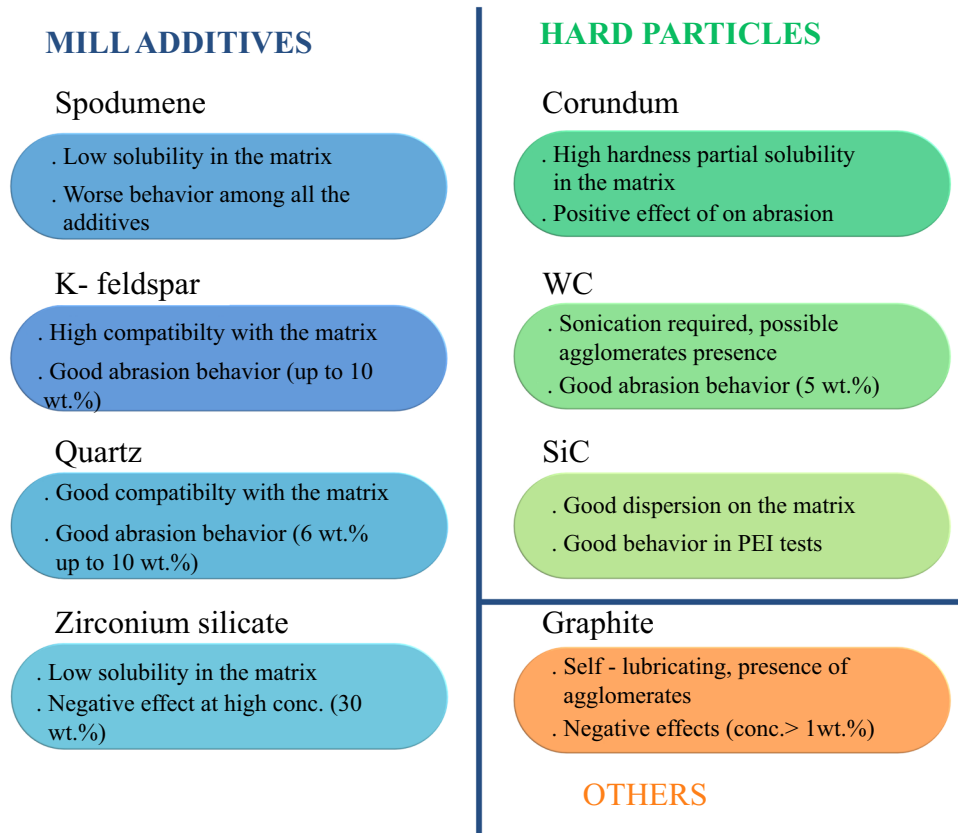 MILL ADDITIVES
Spodumene
. Low solubility in the matrix
. Worse behavior among all the
additives
K- feldspar
. High compatibilty with the matrix
. Good abrasion behavior (up to 10
wt.%)
Quartz
. Good compatibilty with the matrix
. Good abrasion behavior (6 wt.%
up to 10 wt.%)
Zirconium silicate
. Low solubility in the matrix
. Negative effect at high conc. (30
wt.%)
HARD PARTICLES
Corundum
. High hardness partial solubility
in the matrix
. Positive effect of on abrasion
WC
. Sonication required, possible
agglomerates presence
. Good abrasion behavior (5 wt.%)
SiC
. Good dispersion on the matrix
. Good behavior in PEI tests
Graphite
. Self - lubricating, presence of
agglomerates
. Negative effects (conc.> 1wt.%)
OTHERS